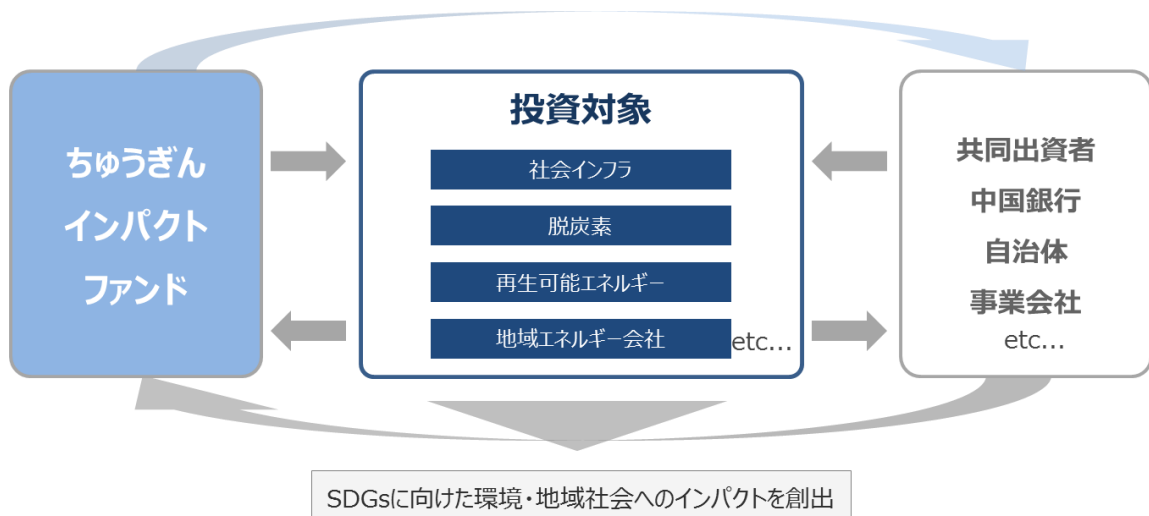 ちゅうぎん
インパクト
ファンド
投資対象
社会インフラ
脱炭素
再生可能エネルギー
地域エネルギー会社
etc...
共同出資者
中国銀行
自治体
事業会社
etc...
SDGsに向けた環境・地域社会へのインパクトを創出